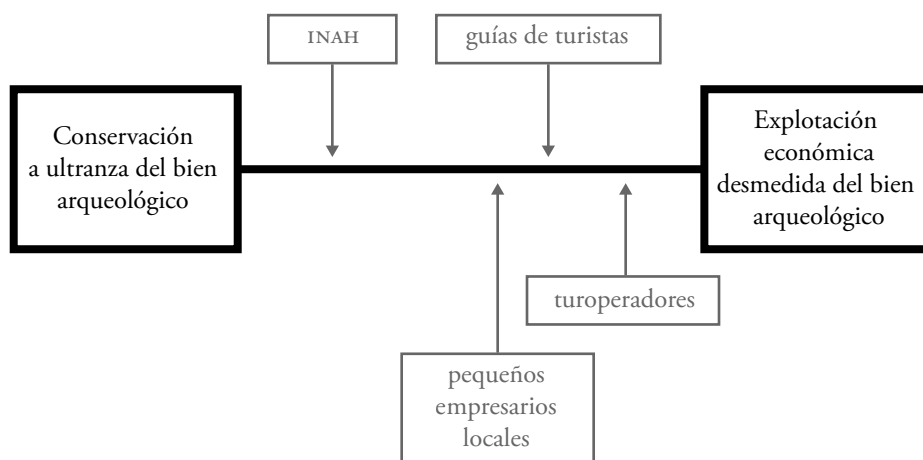 INAH
guías de turistas
Conservación
a ultranza del bien
arqueológico
Explotación
económica
desmedida del bien
arqueológico
turoperadores
pequeños
empresarios
locales